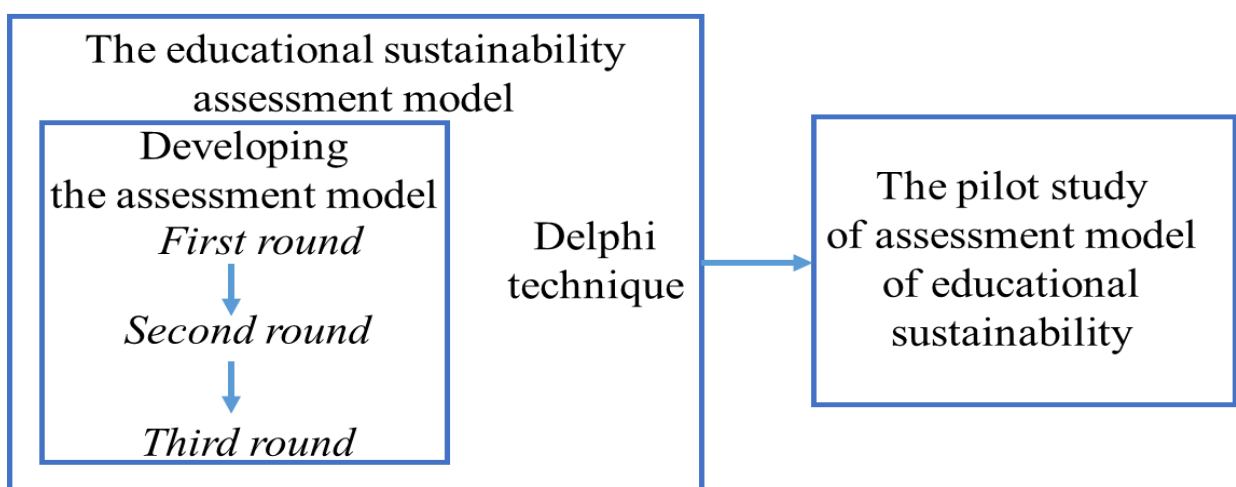 The educational sustainability
assessment model
Developing
the assessment model
First round
Second round
Third round
Delphi
technique
The pilot study
of assessment model
of educational
sustainability